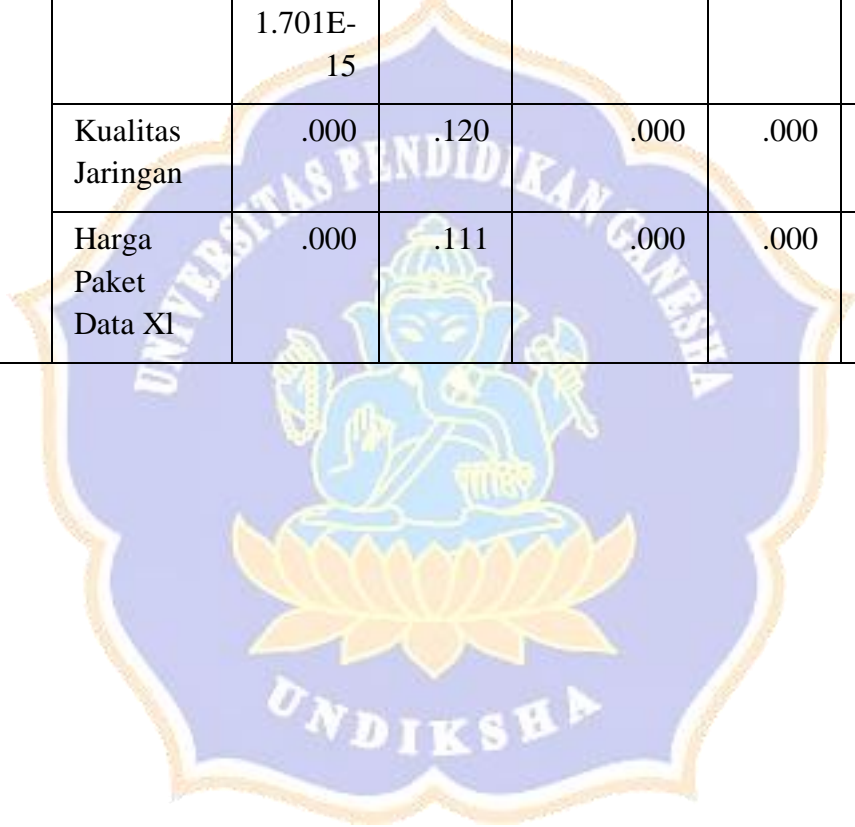 1.701E-
15
Kualitas .000 .120 .000 .000
Jaringan
Harga .000 .111 .000 .000
Paket
Data Xl
UNIVERSITAS PENDIDIKAN GANESHA
UNDIKSHA